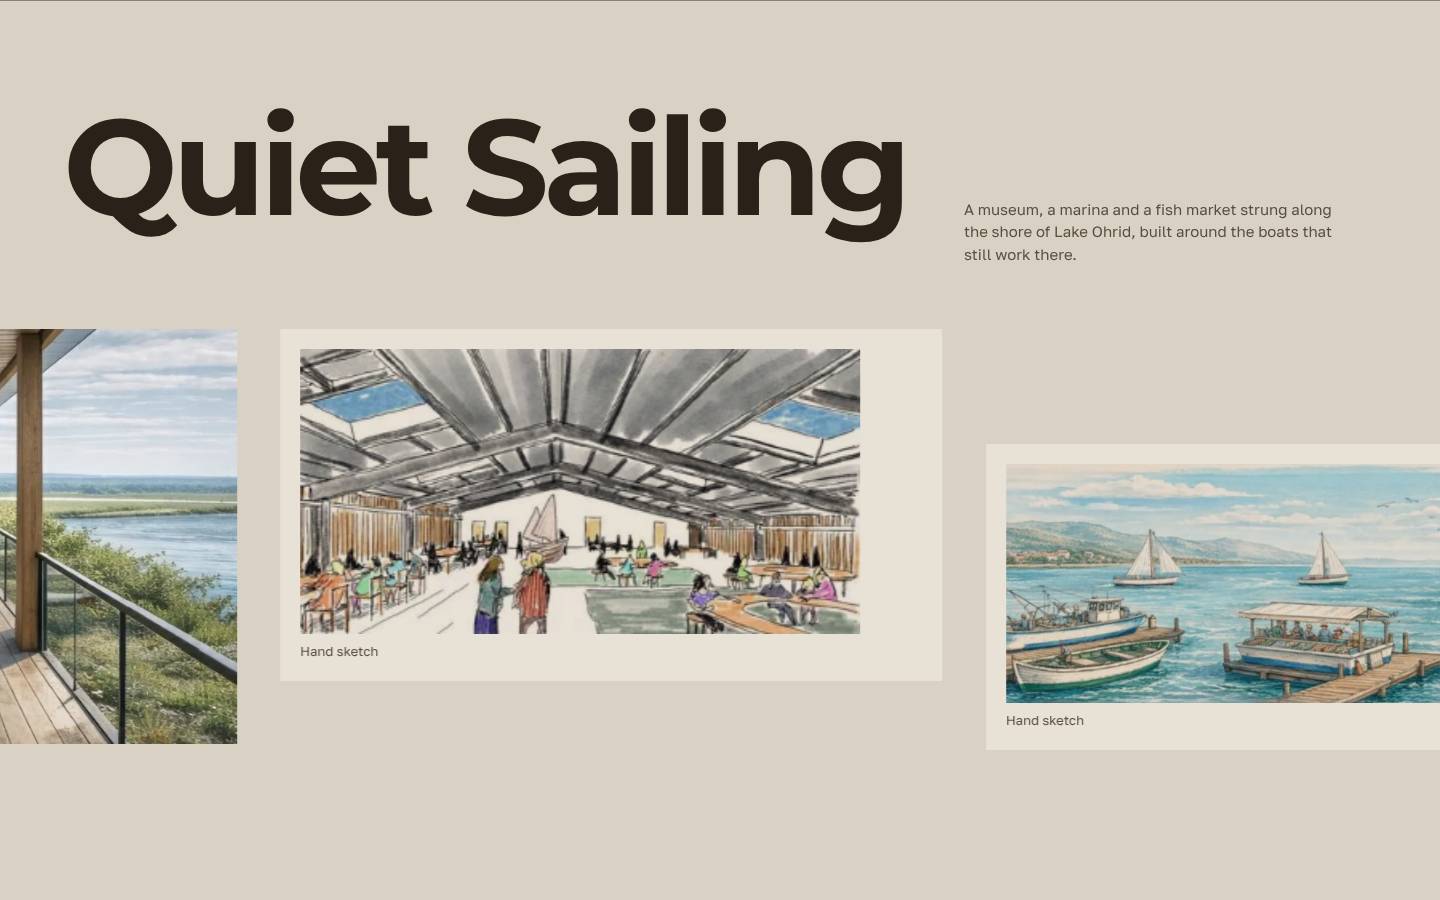 Quiet Sailing
A museum, a marina and a fish market strung along
the shore of Lake Ohrid, built around the boats that
still work there.
Hand sketch
Hand sketch